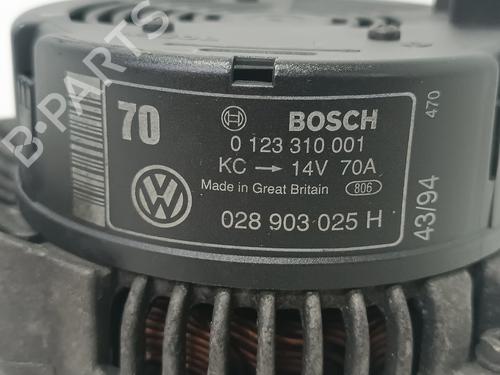 B-PARTS
70
BOSCH
0 123 310 001
KC → 14V 70A
Made in Great Britain 806
028 903 025 H
43/94
470